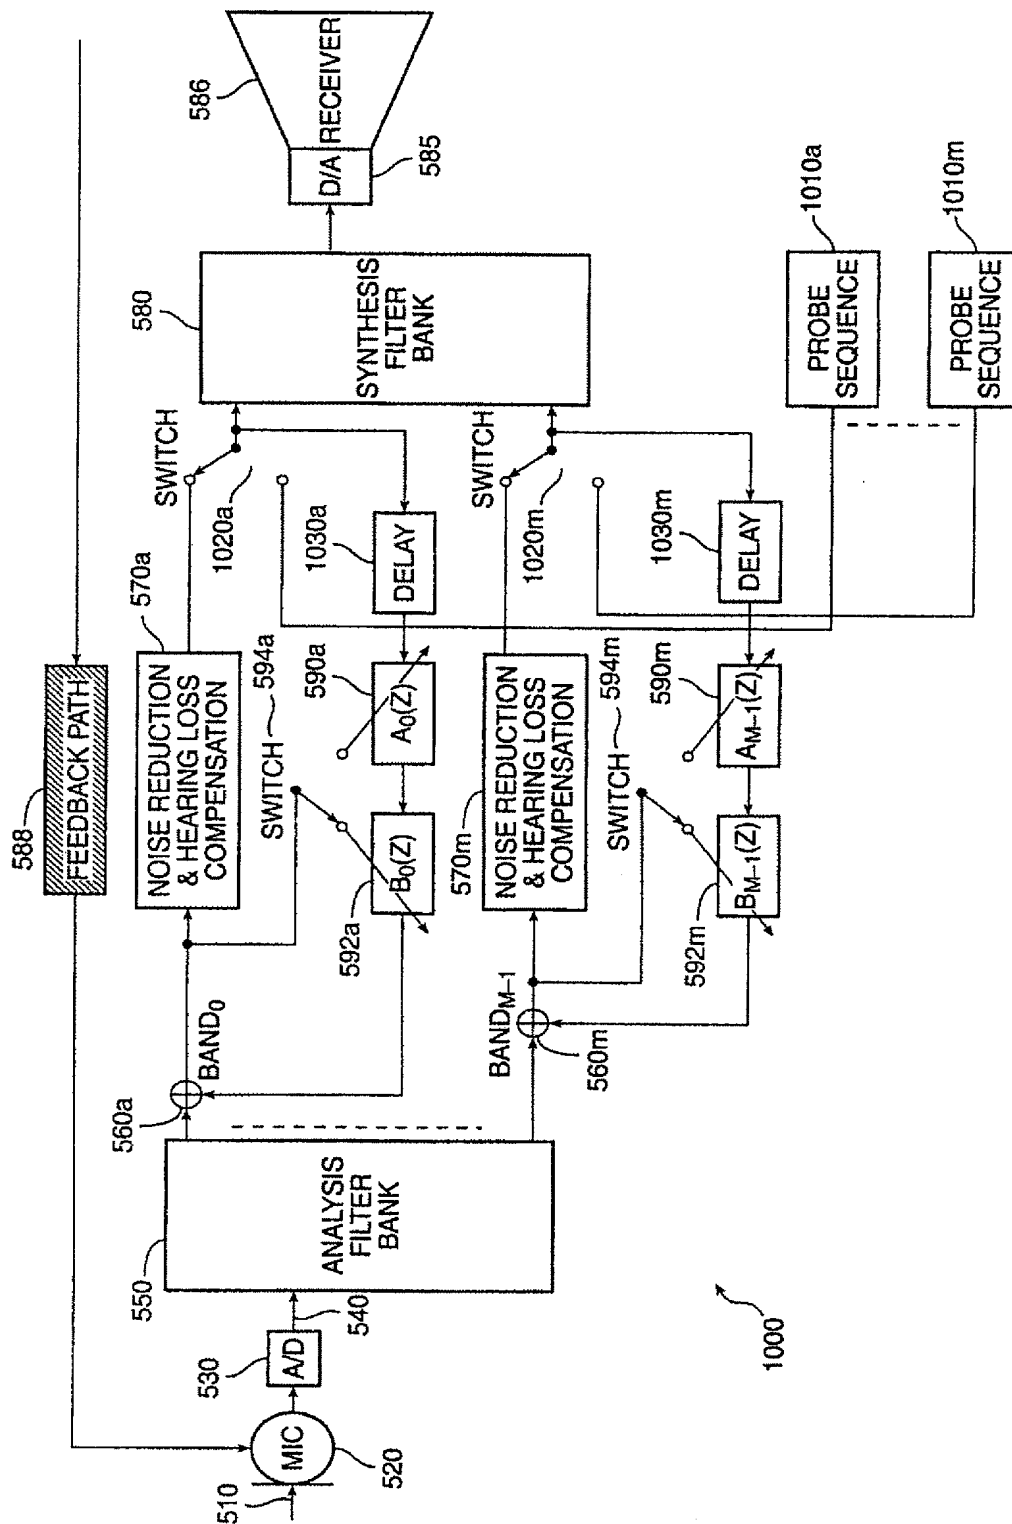 588
FEEDBACK PATH
510
MIC
520
530
A/D
540
550
ANALYSIS
FILTER
BANK
560a
BAND0
570a
NOISE REDUCTION
& HEARING LOSS
COMPENSATION
SWITCH
1020a
SWITCH
594a
592a
B0(Z)
590a
A0(Z)
1030a
DELAY
560m
BANDM–1
570m
NOISE REDUCTION
& HEARING LOSS
COMPENSATION
SWITCH
1020m
SWITCH
594m
592m
BM–1(Z)
590m
AM–1(Z)
1030m
DELAY
580
SYNTHESIS
FILTER
BANK
D/A
585
RECEIVER
586
PROBE
SEQUENCE
1010a
PROBE
SEQUENCE
1010m
1000